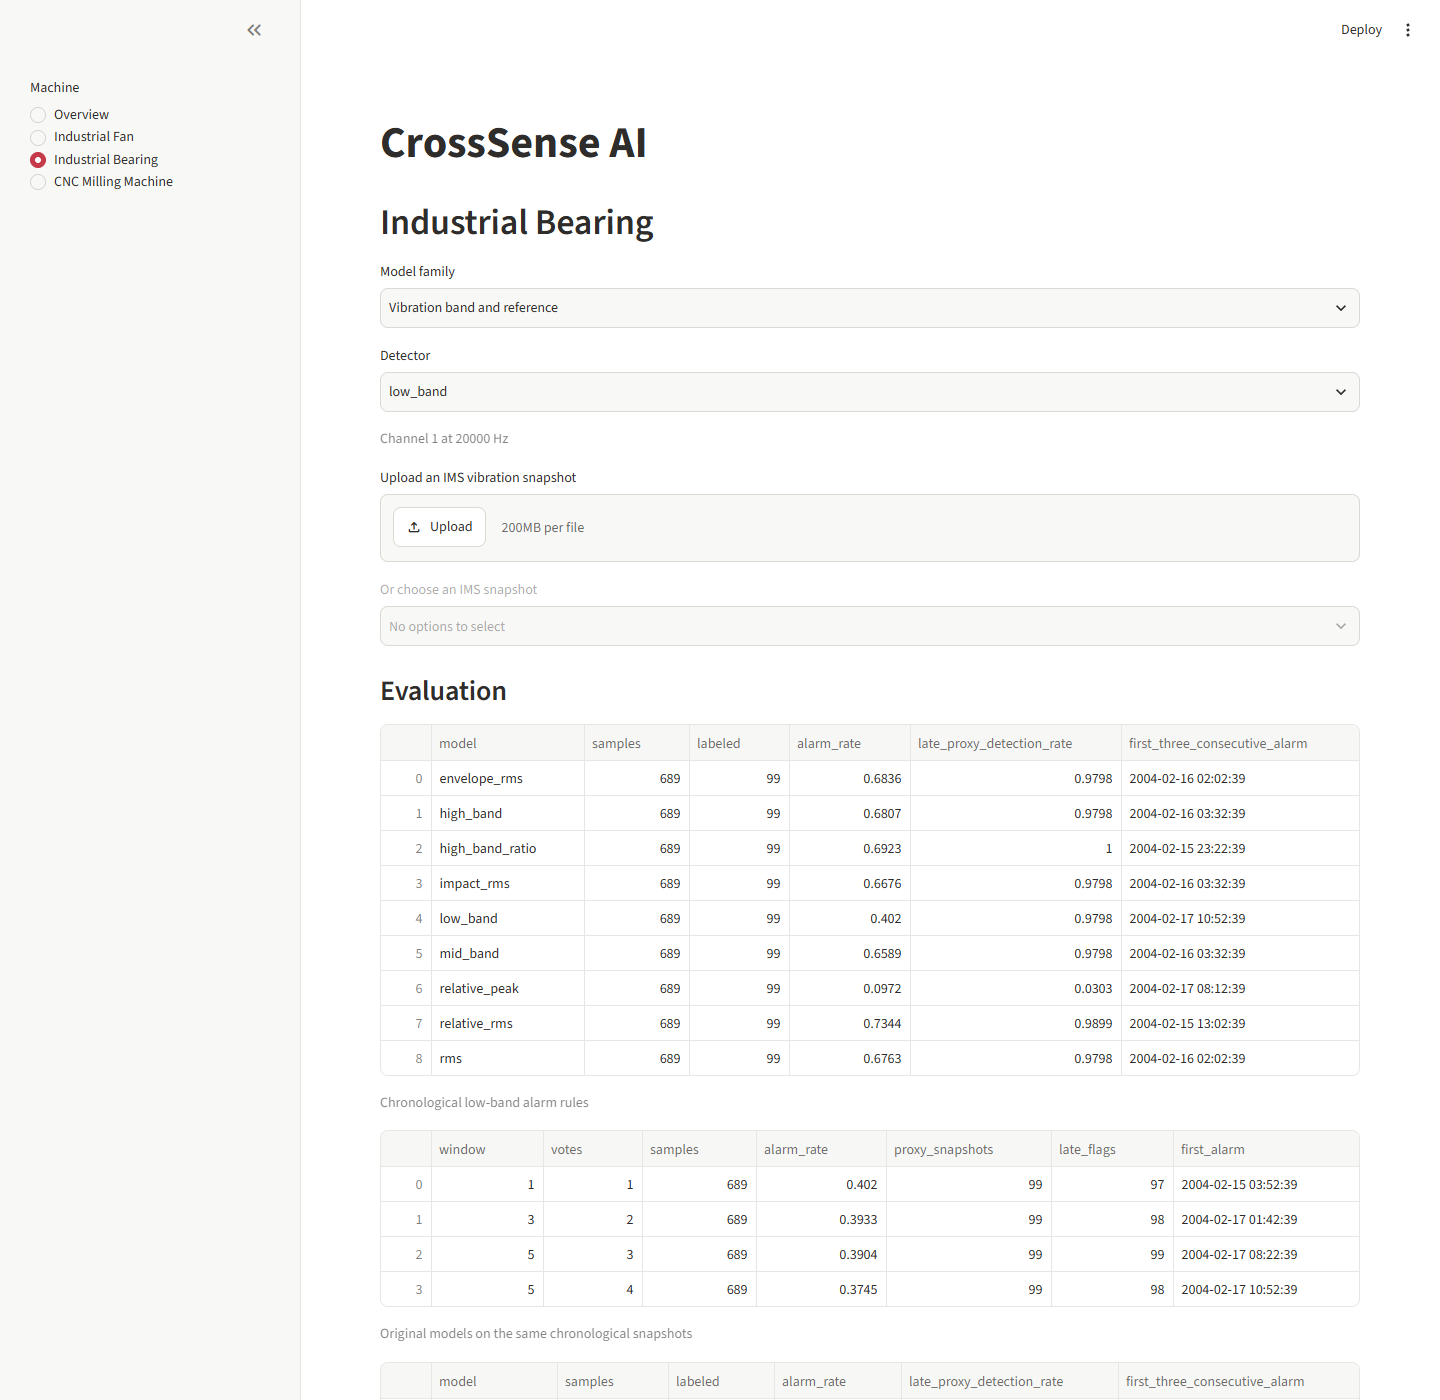 Deploy
Machine
Overview
Industrial Fan
Industrial Bearing
CNC Milling Machine
CrossSense AI
Industrial Bearing
Model family
Vibration band and reference
Detector
low_band
Channel 1 at 20000 Hz
Upload an IMS vibration snapshot
Upload 200MB per file
Or choose an IMS snapshot
No options to select
Evaluation
model samples labeled alarm_rate late_proxy_detection_rate first_three_consecutive_alarm
0 envelope_rms 689 99 0.6836 0.9798 2004-02-16 02:02:39
1 high_band 689 99 0.6807 0.9798 2004-02-16 03:32:39
2 high_band_ratio 689 99 0.6923 1 2004-02-15 23:22:39
3 impact_rms 689 99 0.6676 0.9798 2004-02-16 03:32:39
4 low_band 689 99 0.402 0.9798 2004-02-17 10:52:39
5 mid_band 689 99 0.6589 0.9798 2004-02-16 03:32:39
6 relative_peak 689 99 0.0972 0.0303 2004-02-17 08:12:39
7 relative_rms 689 99 0.7344 0.9899 2004-02-15 13:02:39
8 rms 689 99 0.6763 0.9798 2004-02-16 02:02:39
Chronological low-band alarm rules
window votes samples alarm_rate proxy_snapshots late_flags first_alarm
0 1 1 689 0.402 99 97 2004-02-15 03:52:39
1 3 2 689 0.3933 99 98 2004-02-17 01:42:39
2 5 3 689 0.3904 99 99 2004-02-17 08:22:39
3 5 4 689 0.3745 99 98 2004-02-17 10:52:39
Original models on the same chronological snapshots
model samples labeled alarm_rate late_proxy_detection_rate first_three_consecutive_alarm